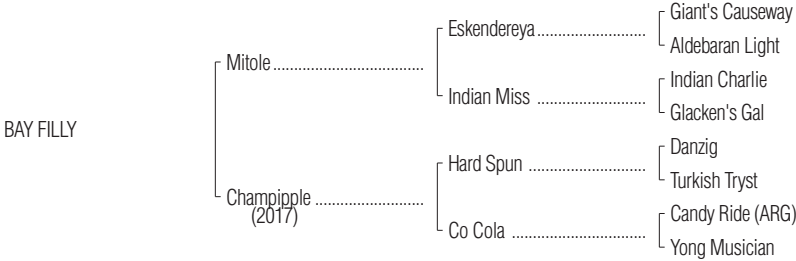 Giant's Causeway
Eskendereya
Aldebaran Light
Mitole
Indian Charlie
Indian Miss
Glacken's Gal
BAY FILLY
Danzig
Hard Spun
Turkish Tryst
Champipple
(2017)
Candy Ride (ARG)
Co Cola
Yong Musician